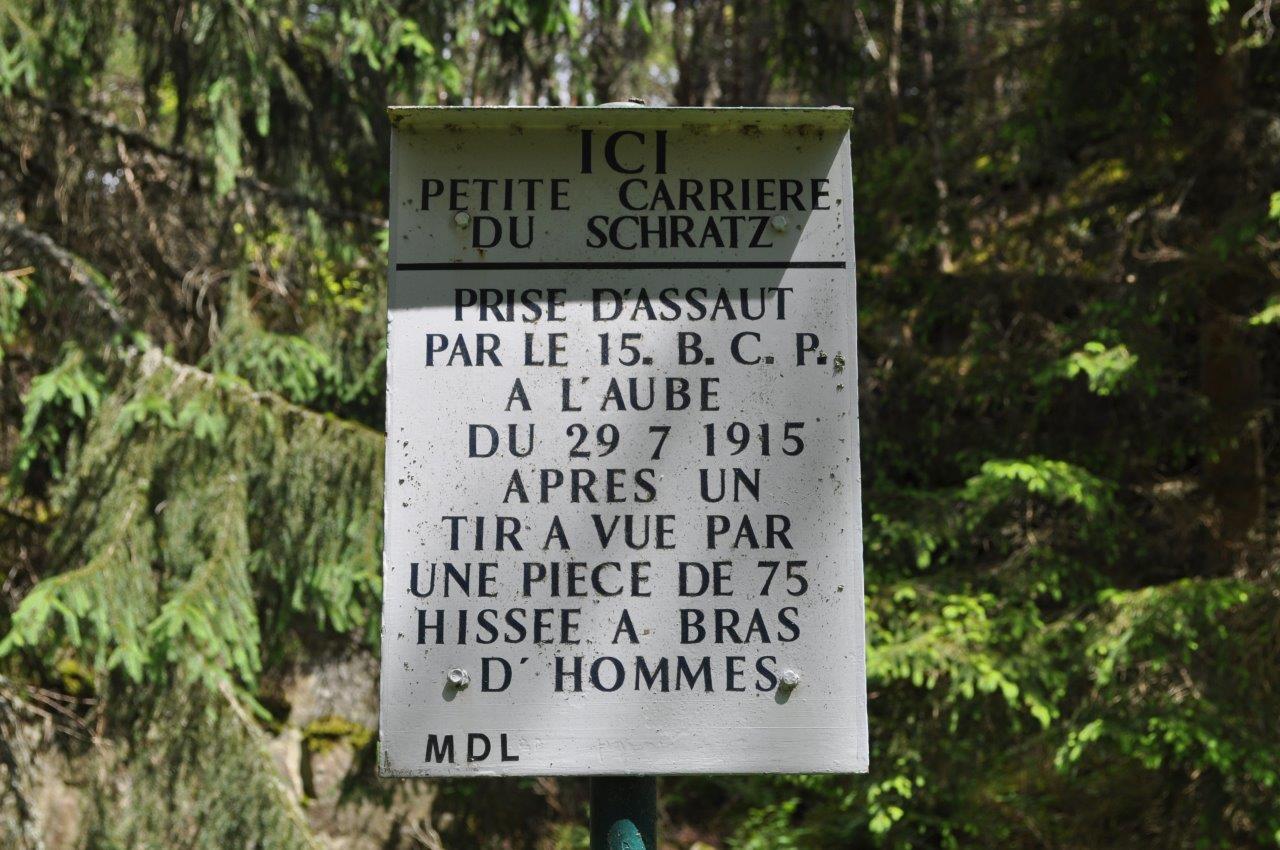 ICI
PETITE CARRIERE
DU SCHRATZ
PRISE D'ASSAUT
PAR LE 15. B. C. P.
A L'AUBE
DU 29 7 1915
APRES UN
TIR A VUE PAR
UNE PIECE DE 75
HISSEE A BRAS
D' HOMMES
MDL